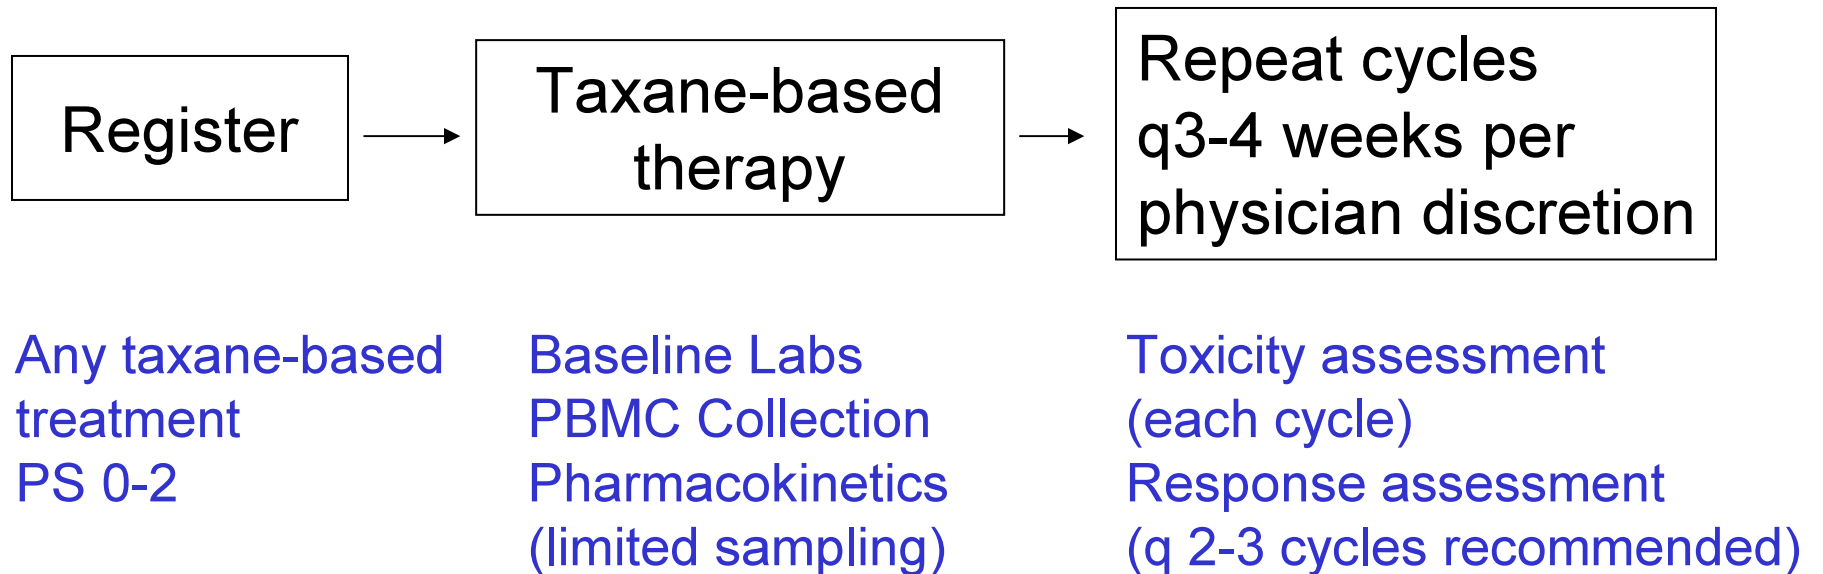 Register
Taxane-based
therapy
Repeat cycles
q3-4 weeks per
physician discretion
Any taxane-based
treatment
PS 0-2
Baseline Labs
PBMC Collection
Pharmacokinetics
(limited sampling)
Toxicity assessment
(each cycle)
Response assessment
(q 2-3 cycles recommended)